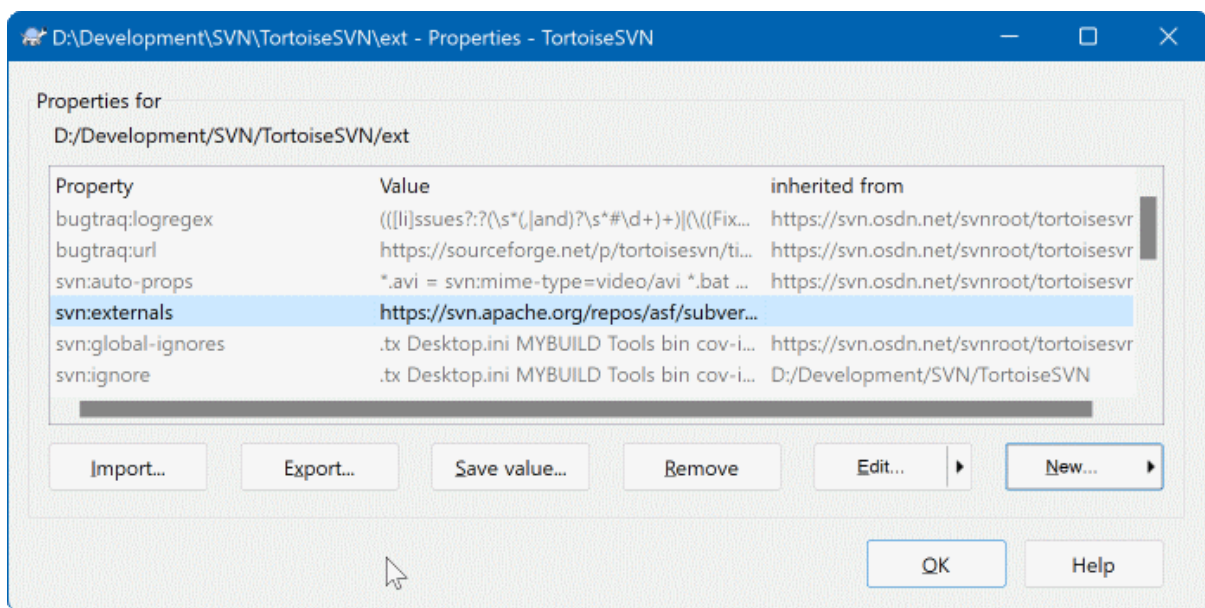 D:\Development\SVN\TortoiseSVN\ext - Properties - TortoiseSVN
Properties for
D:/Development/SVN/TortoiseSVN/ext
Property Value inherited from
bugtraq:logregex (([Ii]ssues?:?(\s*(,|and)?\s*#\d+)+)|(\((Fix... https://svn.osdn.net/svnroot/tortoisesvr
bugtraq:url https://sourceforge.net/p/tortoisesvn/ti... https://svn.osdn.net/svnroot/tortoisesvr
svn:auto-props *.avi = svn:mime-type=video/avi *.bat ... https://svn.osdn.net/svnroot/tortoisesvr
svn:externals https://svn.apache.org/repos/asf/subver...
svn:global-ignores .tx Desktop.ini MYBUILD Tools bin cov-i... https://svn.osdn.net/svnroot/tortoisesvr
svn:ignore .tx Desktop.ini MYBUILD Tools bin cov-i... D:/Development/SVN/TortoiseSVN
Import... Export... Save value... Remove Edit... New...
OK Help